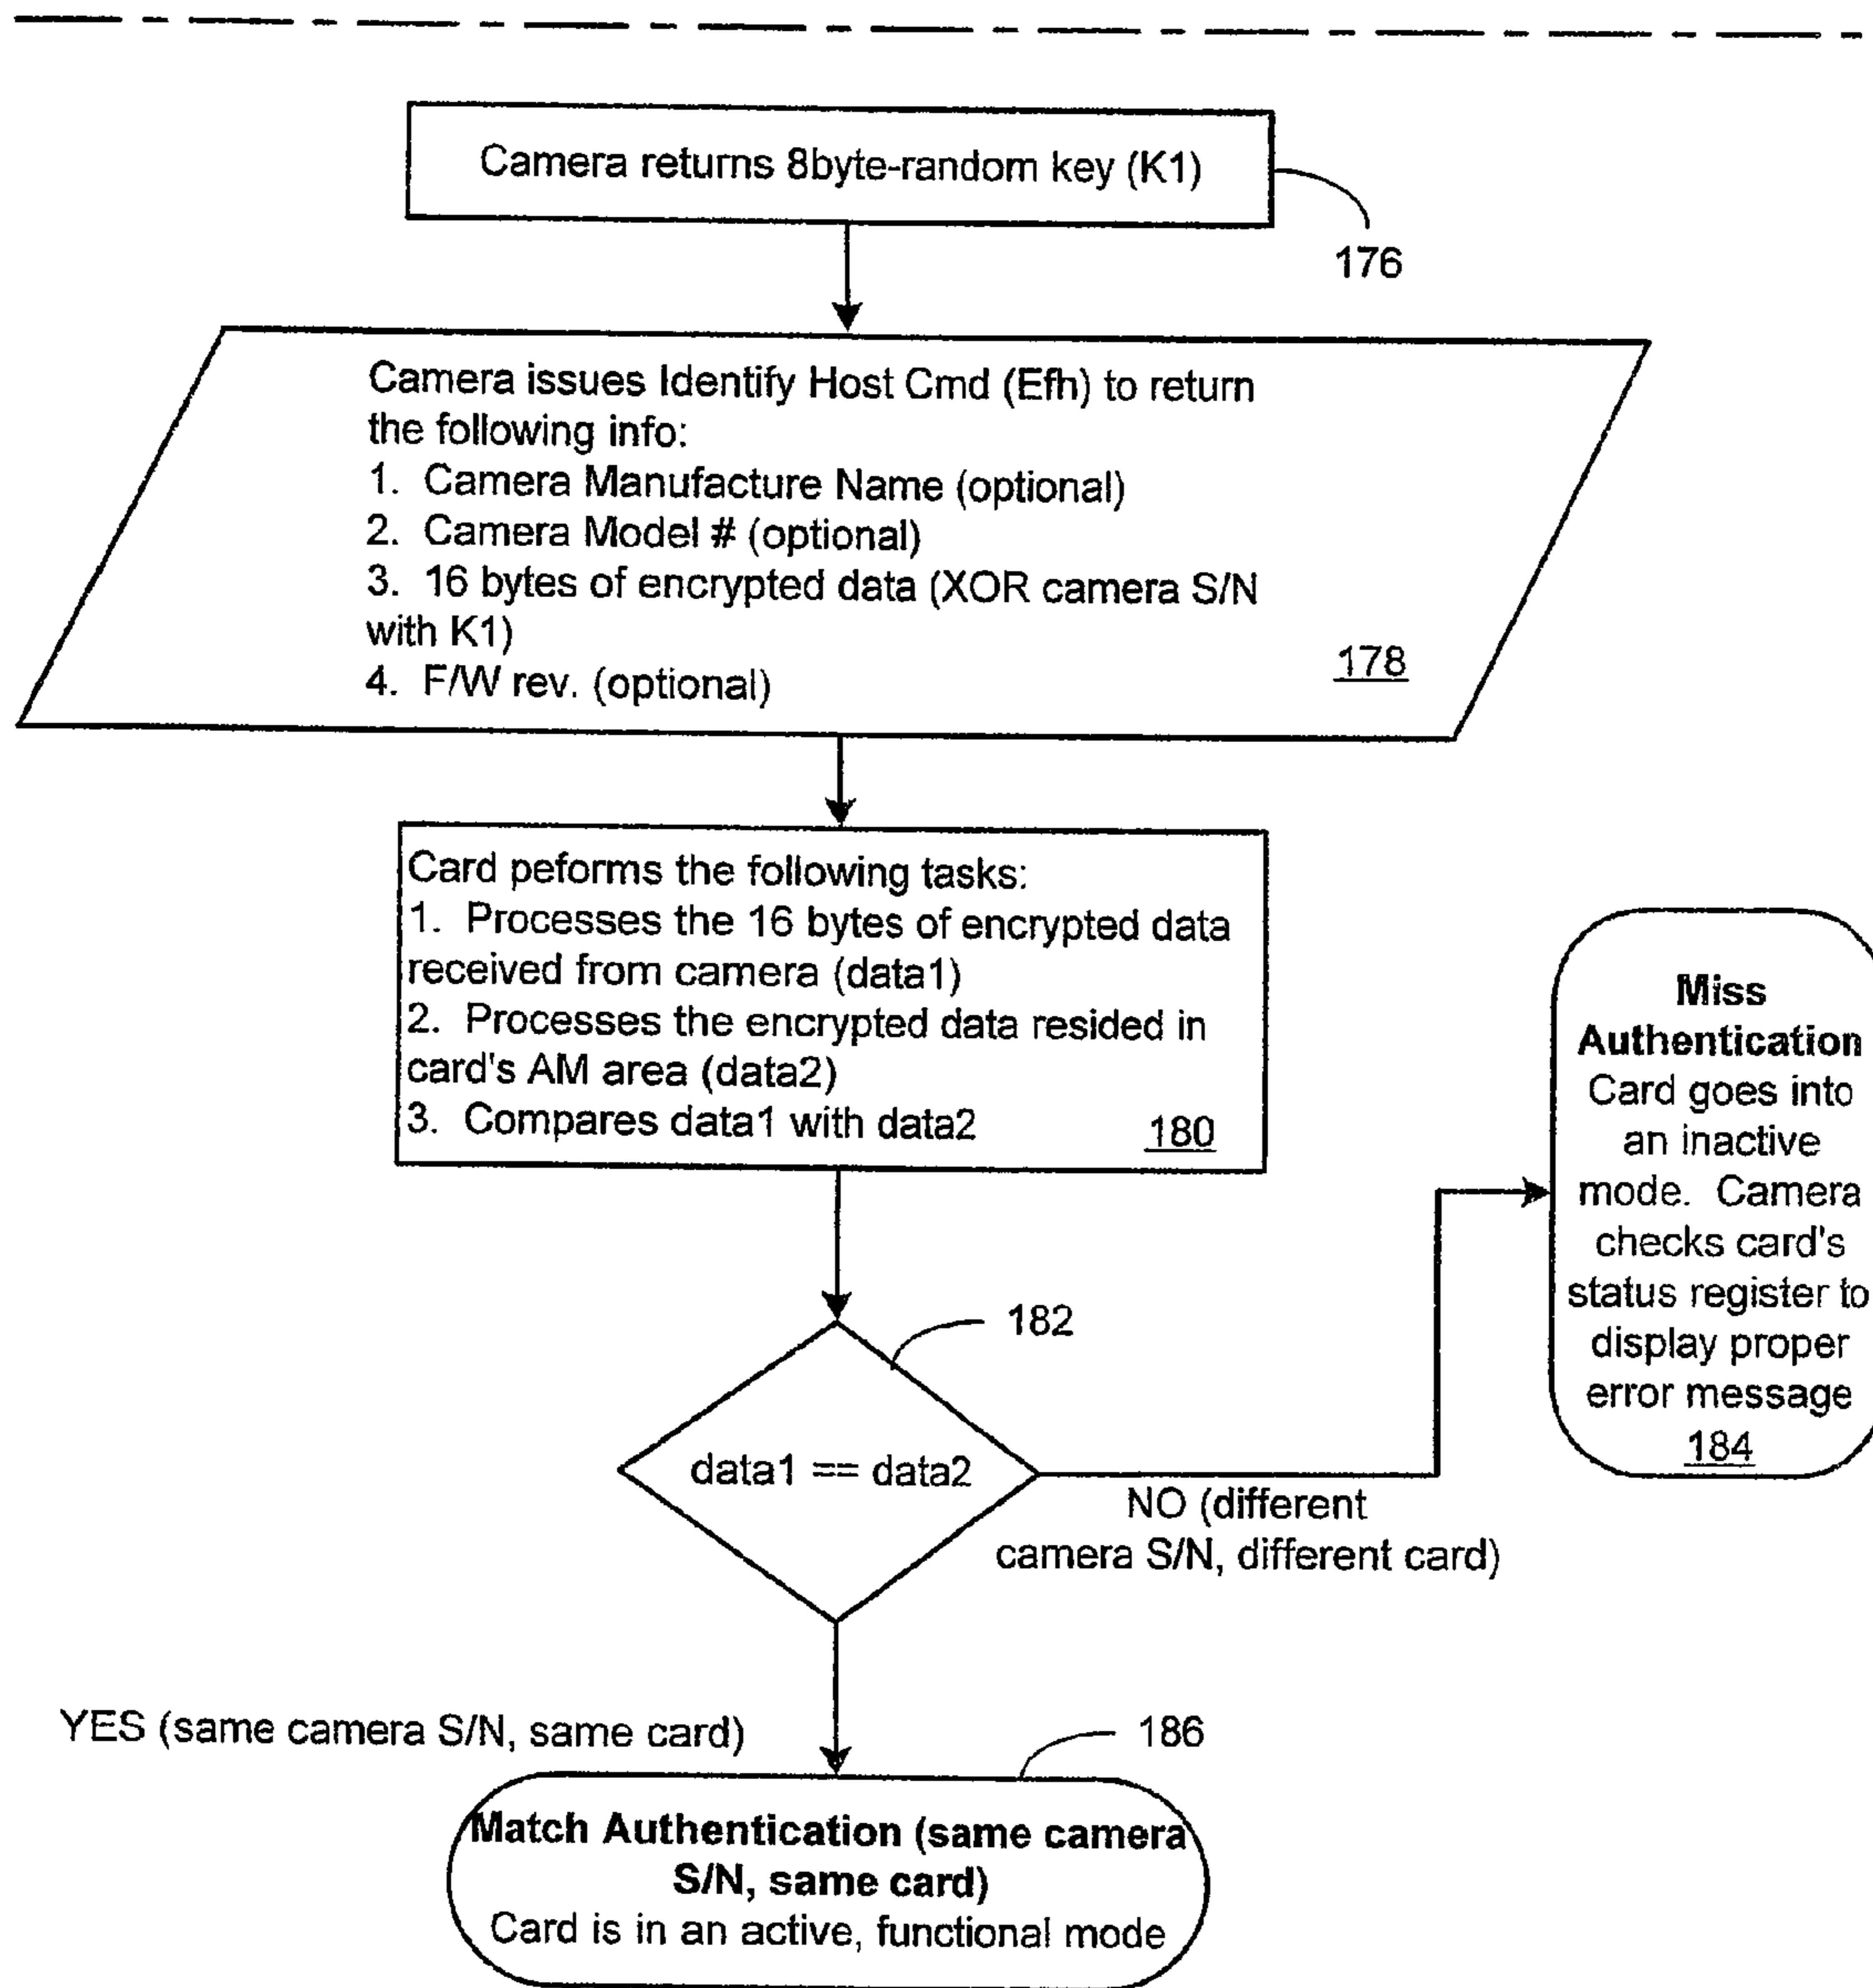 Camera returns 8byte-random key (K1)
176
Camera issues Identify Host Cmd (Efh) to return
the following info:
1. Camera Manufacture Name (optional)
2. Camera Model # (optional)
3. 16 bytes of encrypted data (XOR camera S/N
with K1)
4. F/W rev. (optional)
178
Card peforms the following tasks:
1. Processes the 16 bytes of encrypted data
received from camera (data1)
2. Processes the encrypted data resided in
card's AM area (data2)
3. Compares data1 with data2
180
Miss
Authentication
Card goes into
an inactive
mode. Camera
checks card's
status register to
display proper
error message
184
182
data1 == data2
NO (different
camera S/N, different card)
YES (same camera S/N, same card)
186
Match Authentication (same camera
S/N, same card)
Card is in an active, functional mode